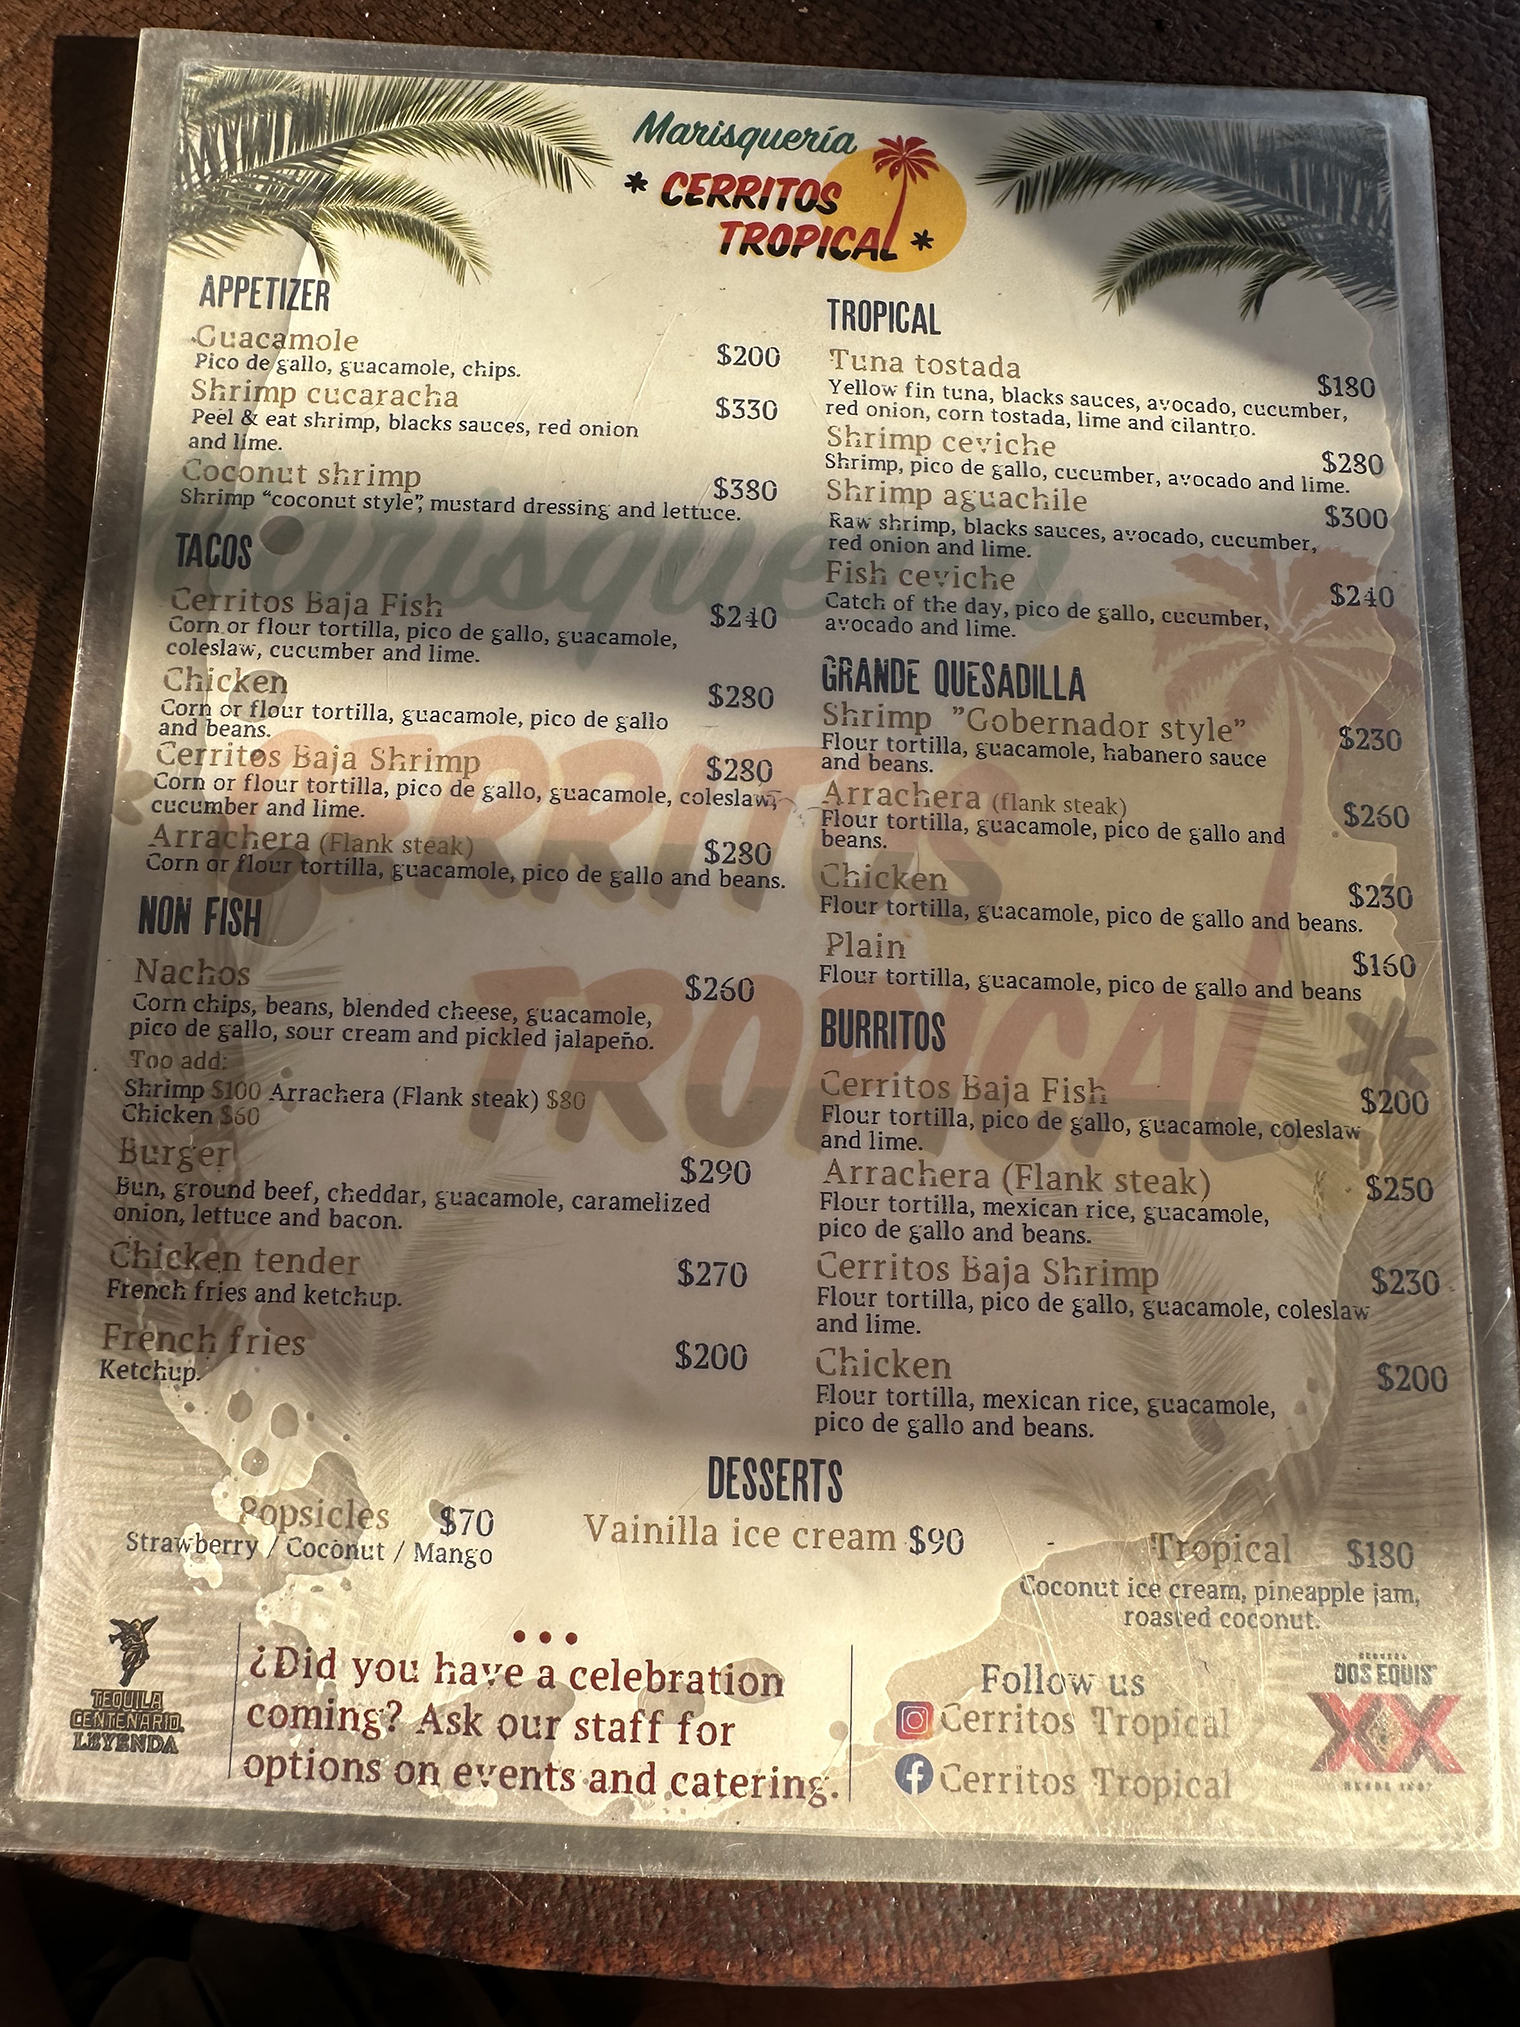 Marisquería
* CERRITOS
TROPICAL *
APPETIZER
Guacamole
$200
Pico de gallo, guacamole, chips.
Shrimp cucaracha
$330
Peel & eat shrimp, blacks sauces, red onion
and lime.
Coconut shrimp
$380
Shrimp “coconut style”, mustard dressing and lettuce.
TACOS
Cerritos Baja Fish
$240
Corn or flour tortilla, pico de gallo, guacamole,
coleslaw, cucumber and lime.
Chicken
$280
Corn or flour tortilla, guacamole, pico de gallo
and beans.
Cerritos Baja Shrimp
$280
Corn or flour tortilla, pico de gallo, guacamole, coleslaw,
cucumber and lime.
Arrachera (Flank steak)
$280
Corn or flour tortilla, guacamole, pico de gallo and beans.
NON FISH
Nachos
$260
Corn chips, beans, blended cheese, guacamole,
pico de gallo, sour cream and pickled jalapeño.
Too add:
Shrimp $100 Arrachera (Flank steak) $80
Chicken $60
Burger
$290
Bun, ground beef, cheddar, guacamole, caramelized
onion, lettuce and bacon.
Chicken tender
$270
French fries and ketchup.
French fries
$200
Ketchup.
TROPICAL
Tuna tostada
$180
Yellow fin tuna, blacks sauces, avocado, cucumber,
red onion, corn tostada, lime and cilantro.
Shrimp ceviche
$280
Shrimp, pico de gallo, cucumber, avocado and lime.
Shrimp aguachile
$300
Raw shrimp, blacks sauces, avocado, cucumber,
red onion and lime.
Fish ceviche
$240
Catch of the day, pico de gallo, cucumber,
avocado and lime.
GRANDE QUESADILLA
Shrimp ”Gobernador style”
$230
Flour tortilla, guacamole, habanero sauce
and beans.
Arrachera (flank steak)
$260
Flour tortilla, guacamole, pico de gallo and
beans.
Chicken
$230
Flour tortilla, guacamole, pico de gallo and beans.
Plain
$160
Flour tortilla, guacamole, pico de gallo and beans
BURRITOS
Cerritos Baja Fish
$200
Flour tortilla, pico de gallo, guacamole, coleslaw
and lime.
Arrachera (Flank steak)
$250
Flour tortilla, mexican rice, guacamole,
pico de gallo and beans.
Cerritos Baja Shrimp
$230
Flour tortilla, pico de gallo, guacamole, coleslaw
and lime.
Chicken
$200
Flour tortilla, mexican rice, guacamole,
pico de gallo and beans.
Marisquería
* CERRITOS
TROPICAL *
DESSERTS
Popsicles $70
Strawberry / Coconut / Mango
Vainilla ice cream $90
Tropical $180
Coconut ice cream, pineapple jam,
roasted coconut.
TEQUILA
CENTENARIO.
LEYENDA
¿Did you have a celebration
coming? Ask our staff for
options on events and catering.
Follow us
Cerritos Tropical
Cerritos Tropical
CERVEZA
DOS EQUIS
XX
DESDE 1897